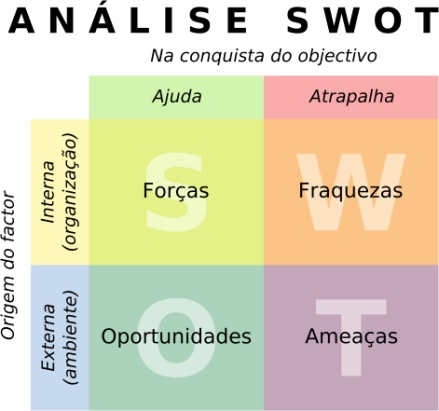 ANÁLISE SWOT
Na conquista do objectivo
Ajuda
Atrapalha
Origem do factor
Interna
(organização)
S
Forças
W
Fraquezas
Externa
(ambiente)
O
Oportunidades
T
Ameaças